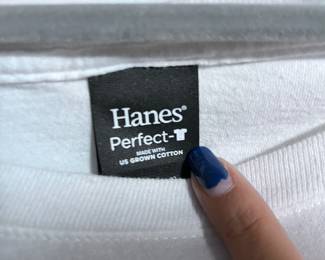 Hanes®
Perfect-
MADE WITH
US GROWN COTTON